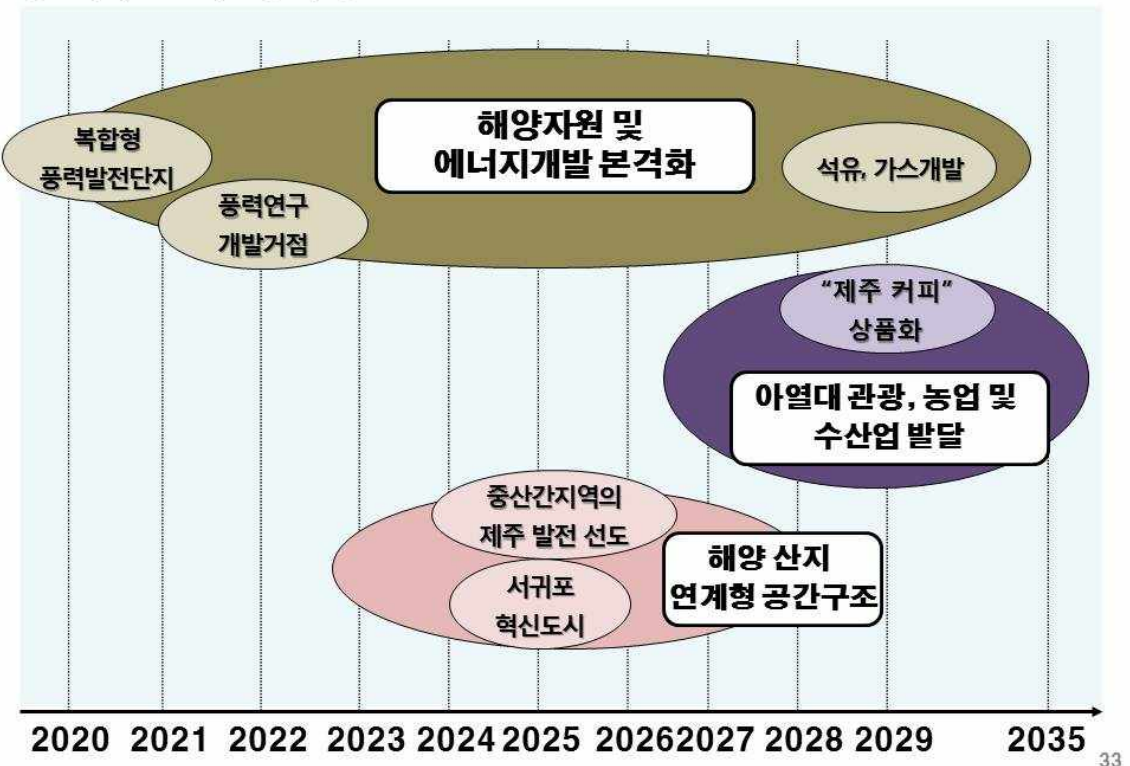 해양자원 및
에너지개발 본격화
복합형
풍력발전단지
풍력연구
개발거점
석유, 가스개발
“제주 커피”
상품화
아열대 관광, 농업 및
수산업 발달
중산간지역의
제주 발전 선도
해양 산지
연계형 공간구조
서귀포
혁신도시
2020 2021 2022 2023 2024 2025 2026 2027 2028 2029 2035
33